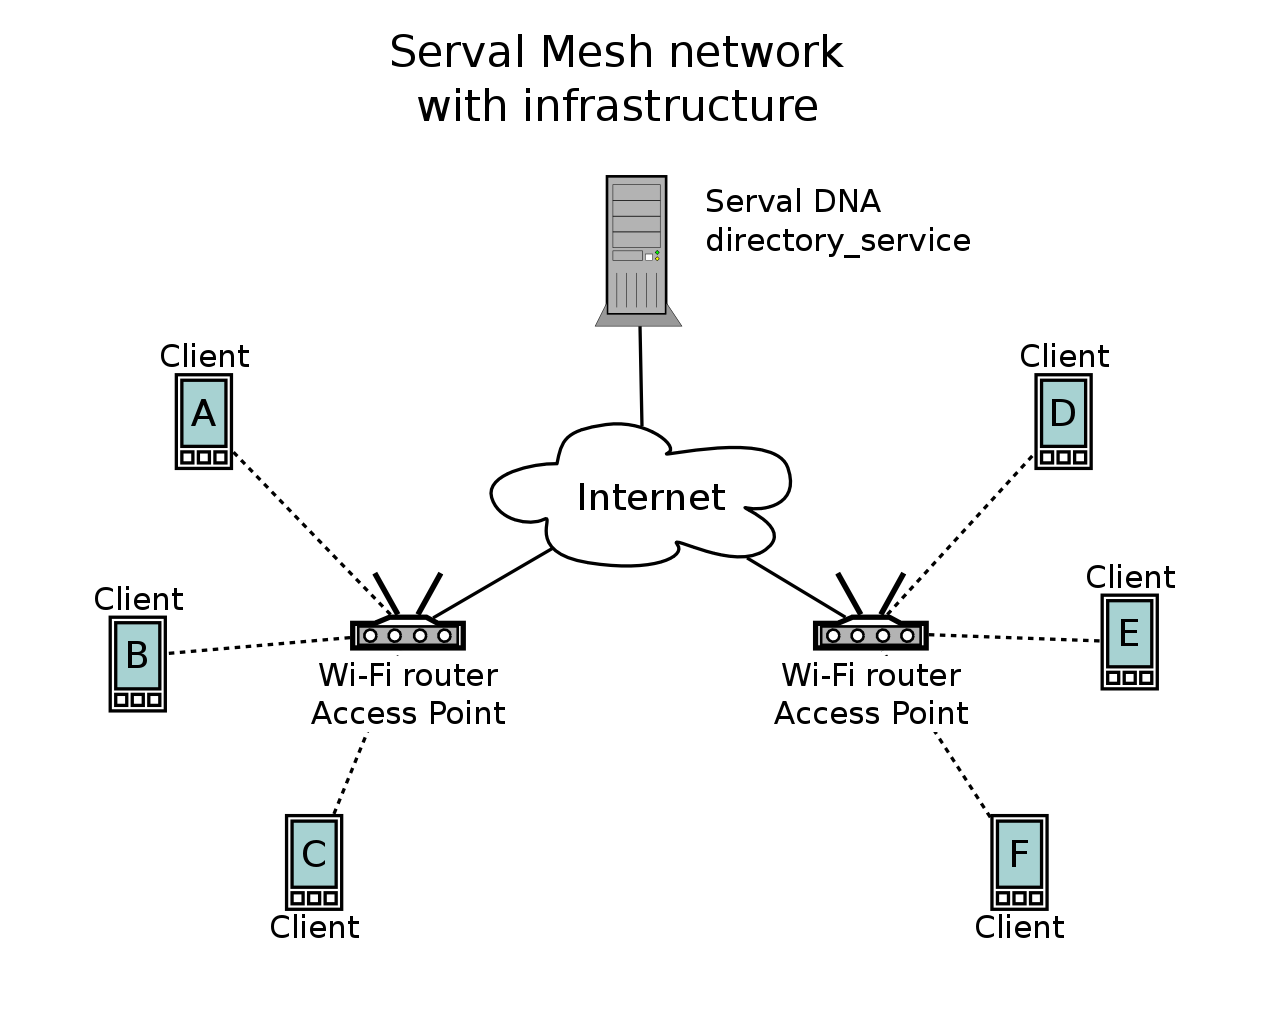 Serval Mesh network
with infrastructure
Serval DNA
directory_service
Client
A
Client
D
Internet
Client
B
Client
E
Wi-Fi router
Access Point
Wi-Fi router
Access Point
C
Client
F
Client